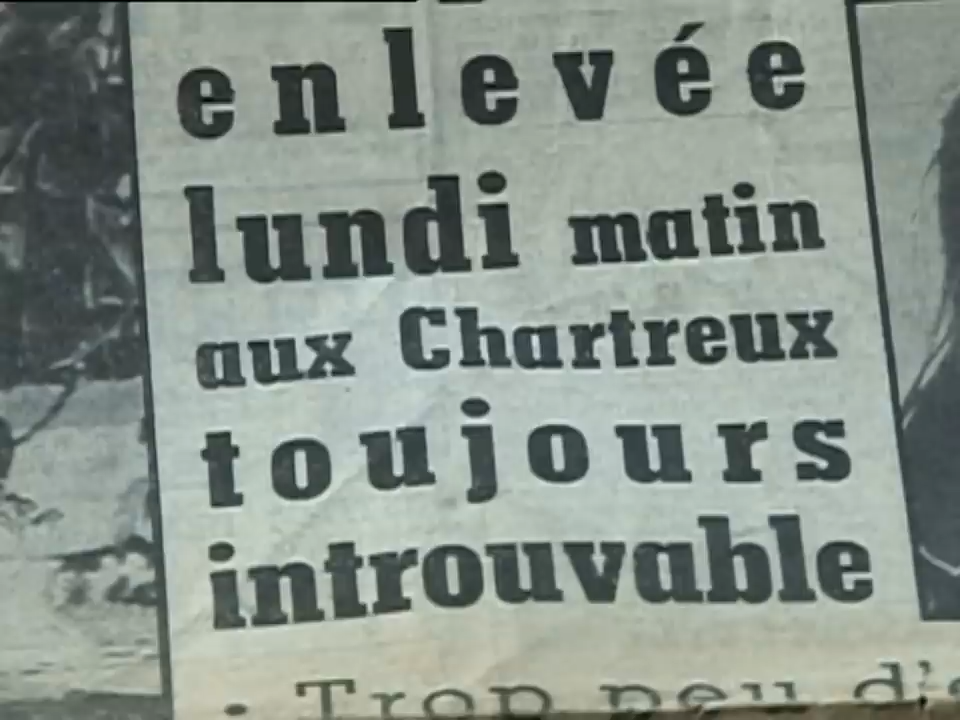 enlevée
lundi matin
aux Chartreux
toujours
introuvable
• Trop peu